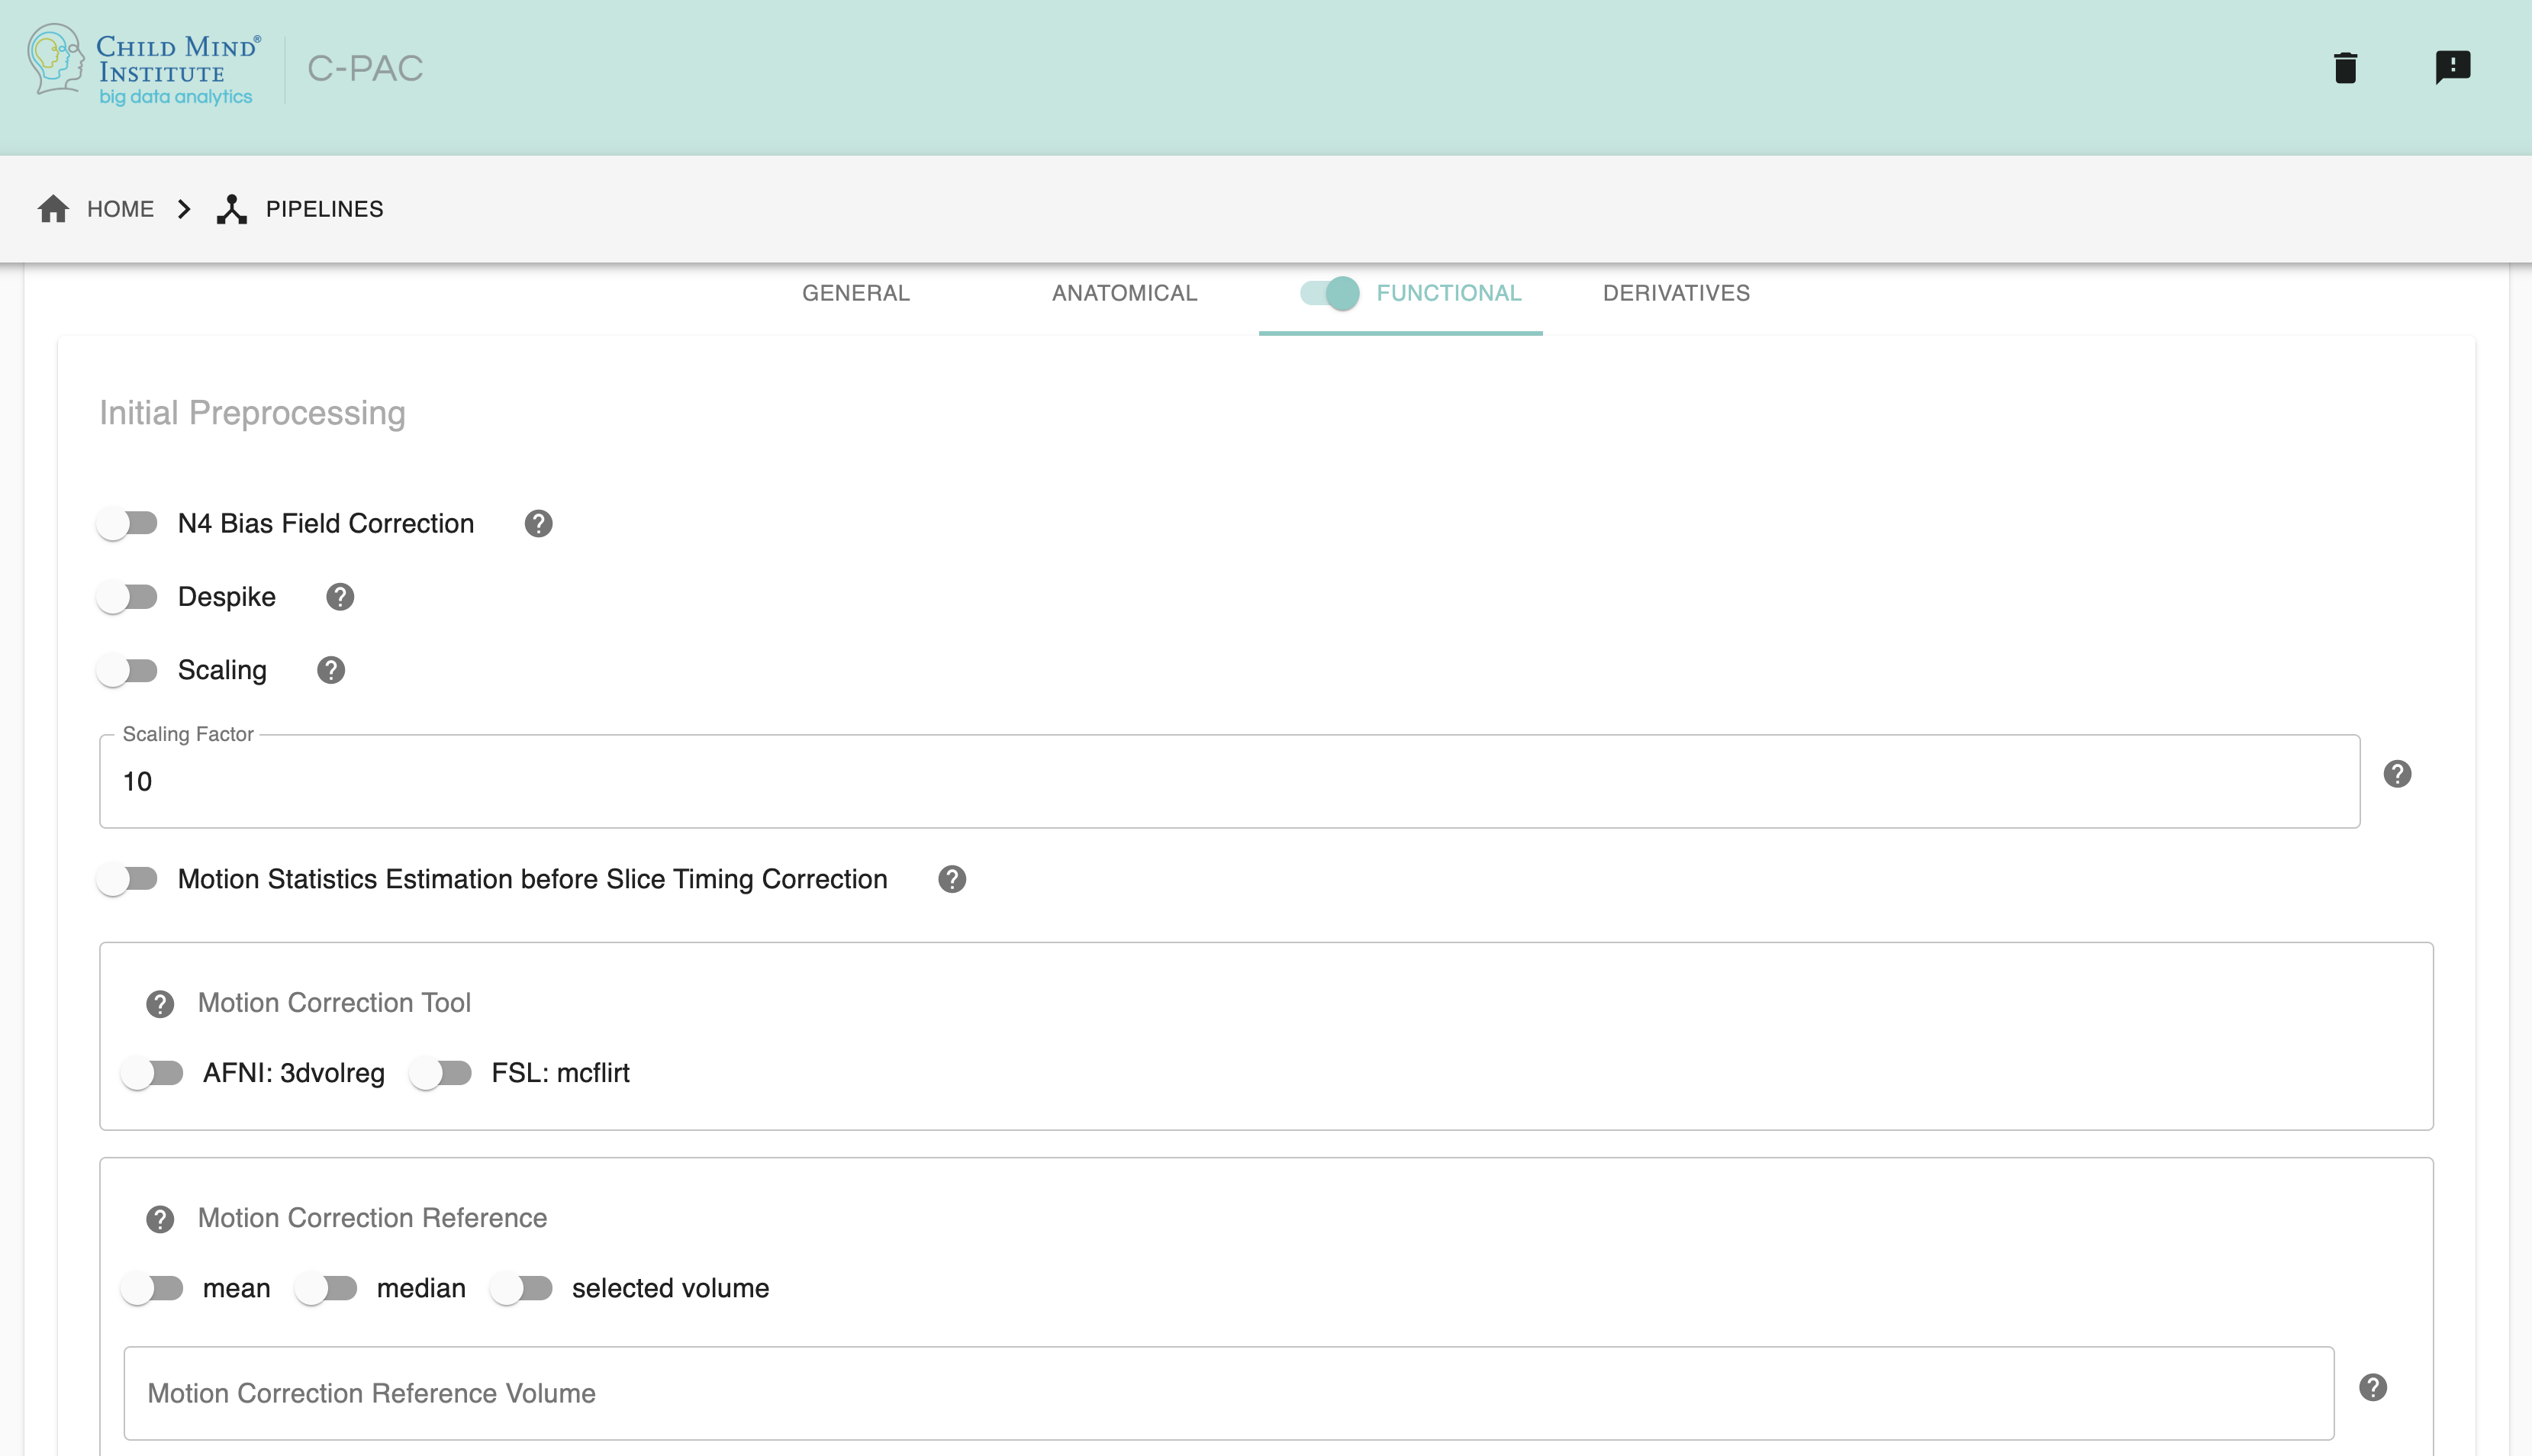 CHILD MIND®
INSTITUTE
big data analytics
C-PAC
HOME
PIPELINES
GENERAL
ANATOMICAL
FUNCTIONAL
DERIVATIVES
Initial Preprocessing
N4 Bias Field Correction
Despike
Scaling
Scaling Factor
10
Motion Statistics Estimation before Slice Timing Correction
Motion Correction Tool
AFNI: 3dvolreg
FSL: mcflirt
Motion Correction Reference
mean
median
selected volume
Motion Correction Reference Volume